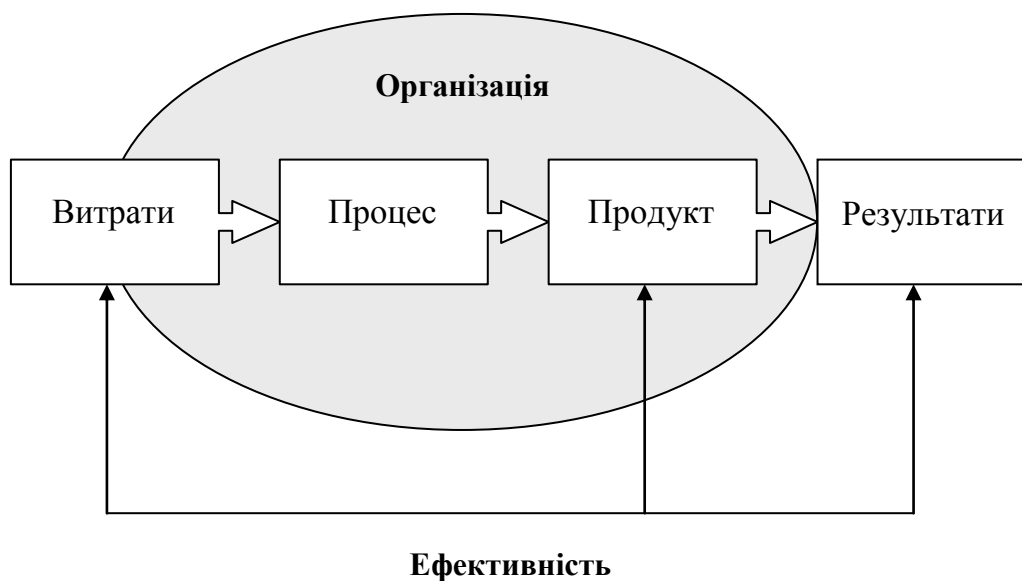 Організація
Витрати
Процес
Продукт
Результати
Ефективність